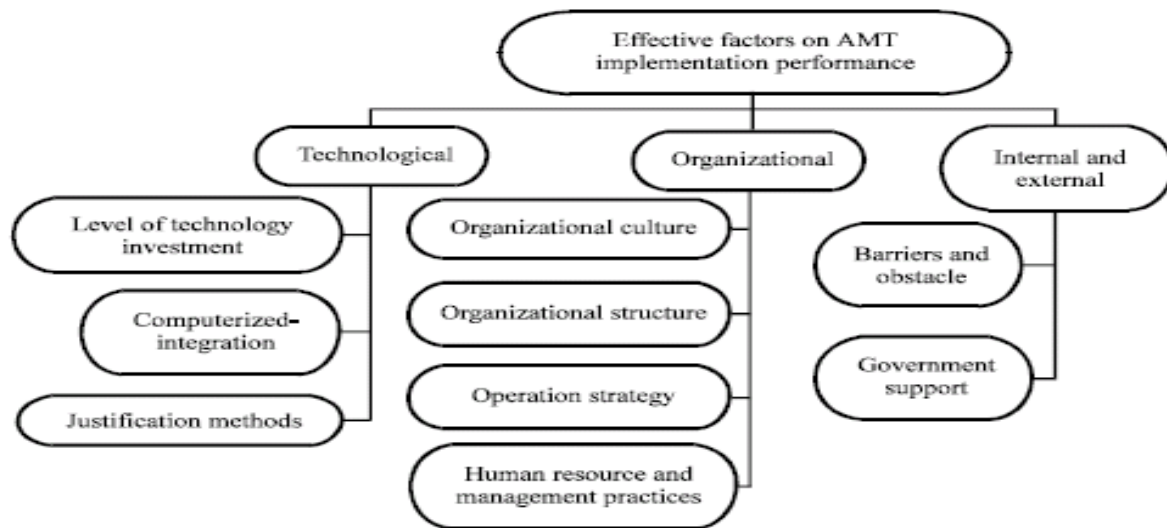 Effective factors on AMT
implementation performance
Technological
Organizational
Internal and
external
Level of technology
investment
Computerized-
integration
Justification methods
Organizational culture
Organizational structure
Operation strategy
Human resource and
management practices
Barriers and
obstacle
Government
support